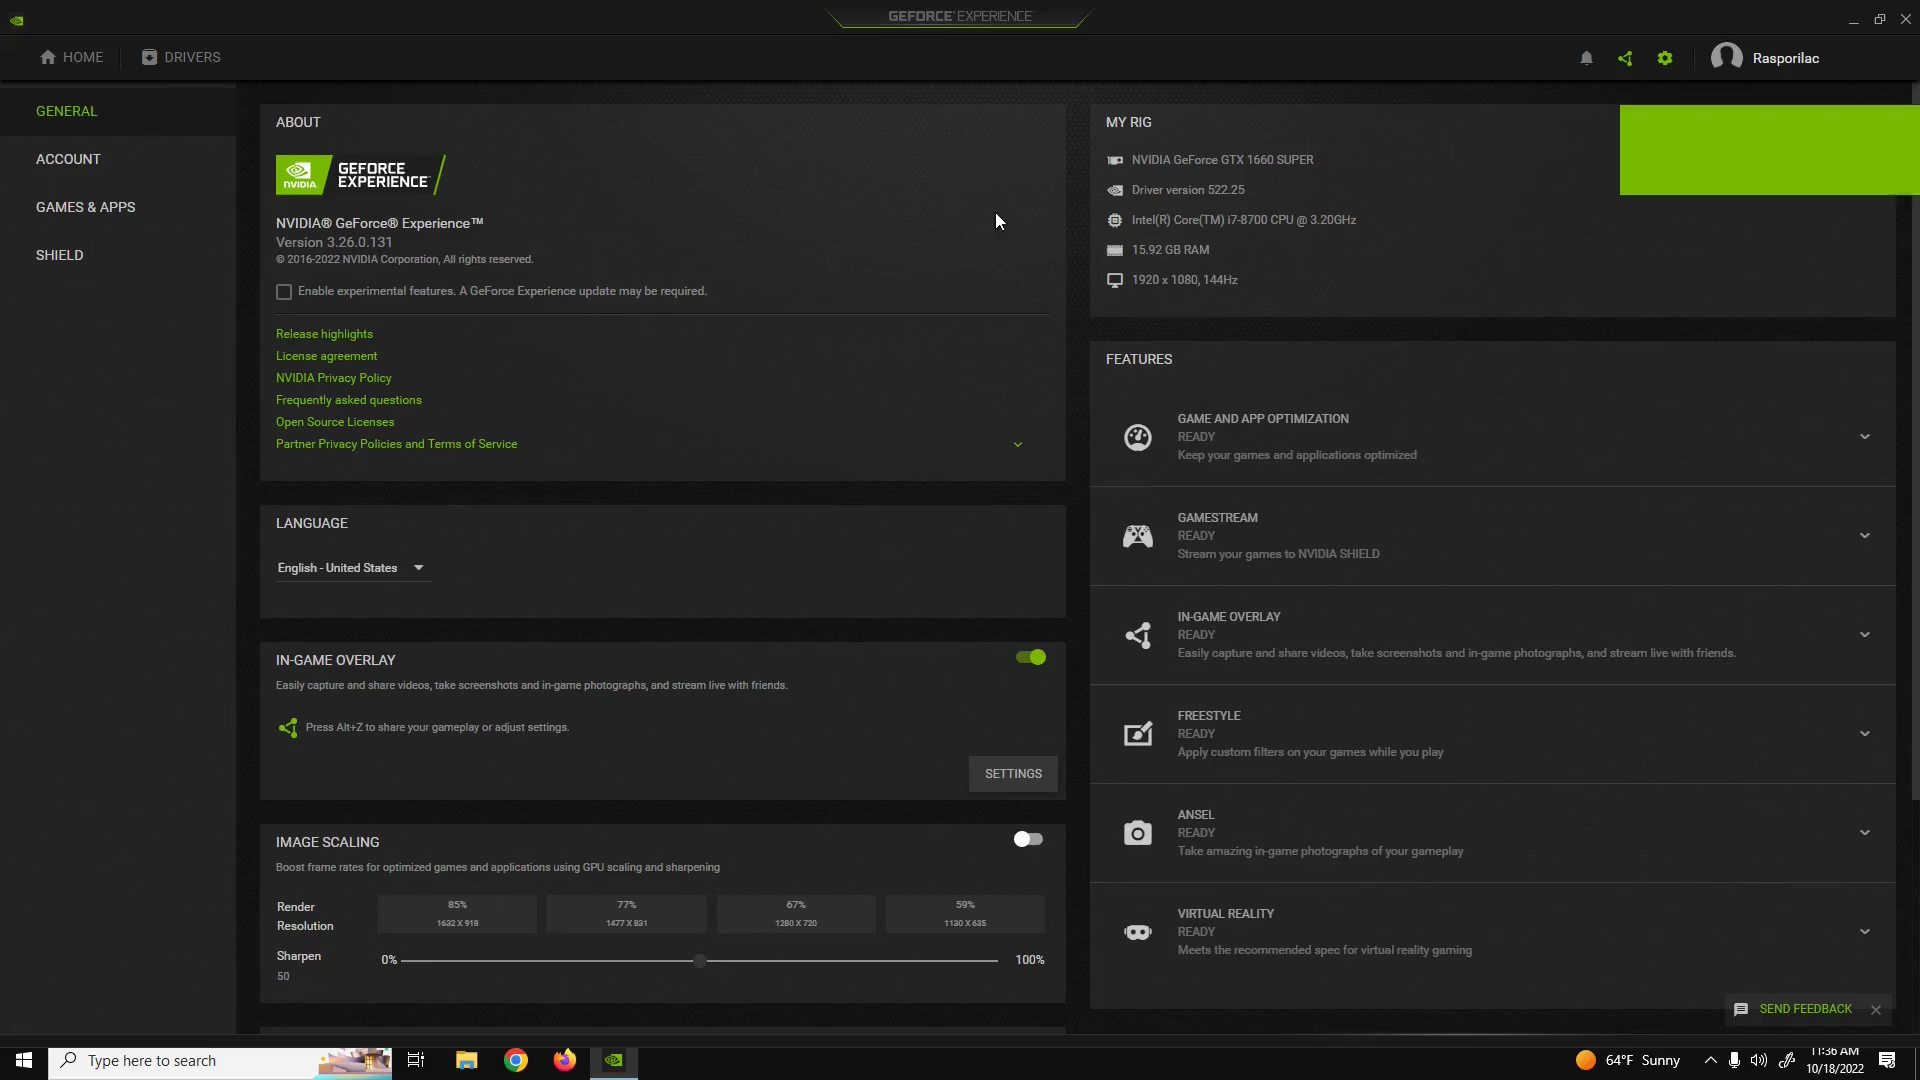 GEFORCE EXPERIENCE
HOME
DRIVERS
Rasporilac
GENERAL
ACCOUNT
GAMES & APPS
SHIELD
ABOUT
NVIDIA
GEFORCE
EXPERIENCE
NVIDIA® GeForce® Experience™
Version 3.26.0.131
© 2016-2022 NVIDIA Corporation, All rights reserved.
Enable experimental features. A GeForce Experience update may be required.
Release highlights
License agreement
NVIDIA Privacy Policy
Frequently asked questions
Open Source Licenses
Partner Privacy Policies and Terms of Service
LANGUAGE
English - United States
IN-GAME OVERLAY
Easily capture and share videos, take screenshots and in-game photographs, and stream live with friends.
Press Alt+Z to share your gameplay or adjust settings.
SETTINGS
IMAGE SCALING
Boost frame rates for optimized games and applications using GPU scaling and sharpening
Render
Resolution
85%
1632 X 918
77%
1477 X 831
67%
1280 X 720
59%
1130 X 635
Sharpen
50
0%
100%
MY RIG
NVIDIA GeForce GTX 1660 SUPER
Driver version 522.25
Intel(R) Core(TM) i7-8700 CPU @ 3.20GHz
15.92 GB RAM
1920 x 1080, 144Hz
FEATURES
GAME AND APP OPTIMIZATION
READY
Keep your games and applications optimized
GAMESTREAM
READY
Stream your games to NVIDIA SHIELD
IN-GAME OVERLAY
READY
Easily capture and share videos, take screenshots and in-game photographs, and stream live with friends.
FREESTYLE
READY
Apply custom filters on your games while you play
ANSEL
READY
Take amazing in-game photographs of your gameplay
VIRTUAL REALITY
READY
Meets the recommended spec for virtual reality gaming
SEND FEEDBACK
Type here to search
64°F Sunny
11:36 AM
10/18/2022